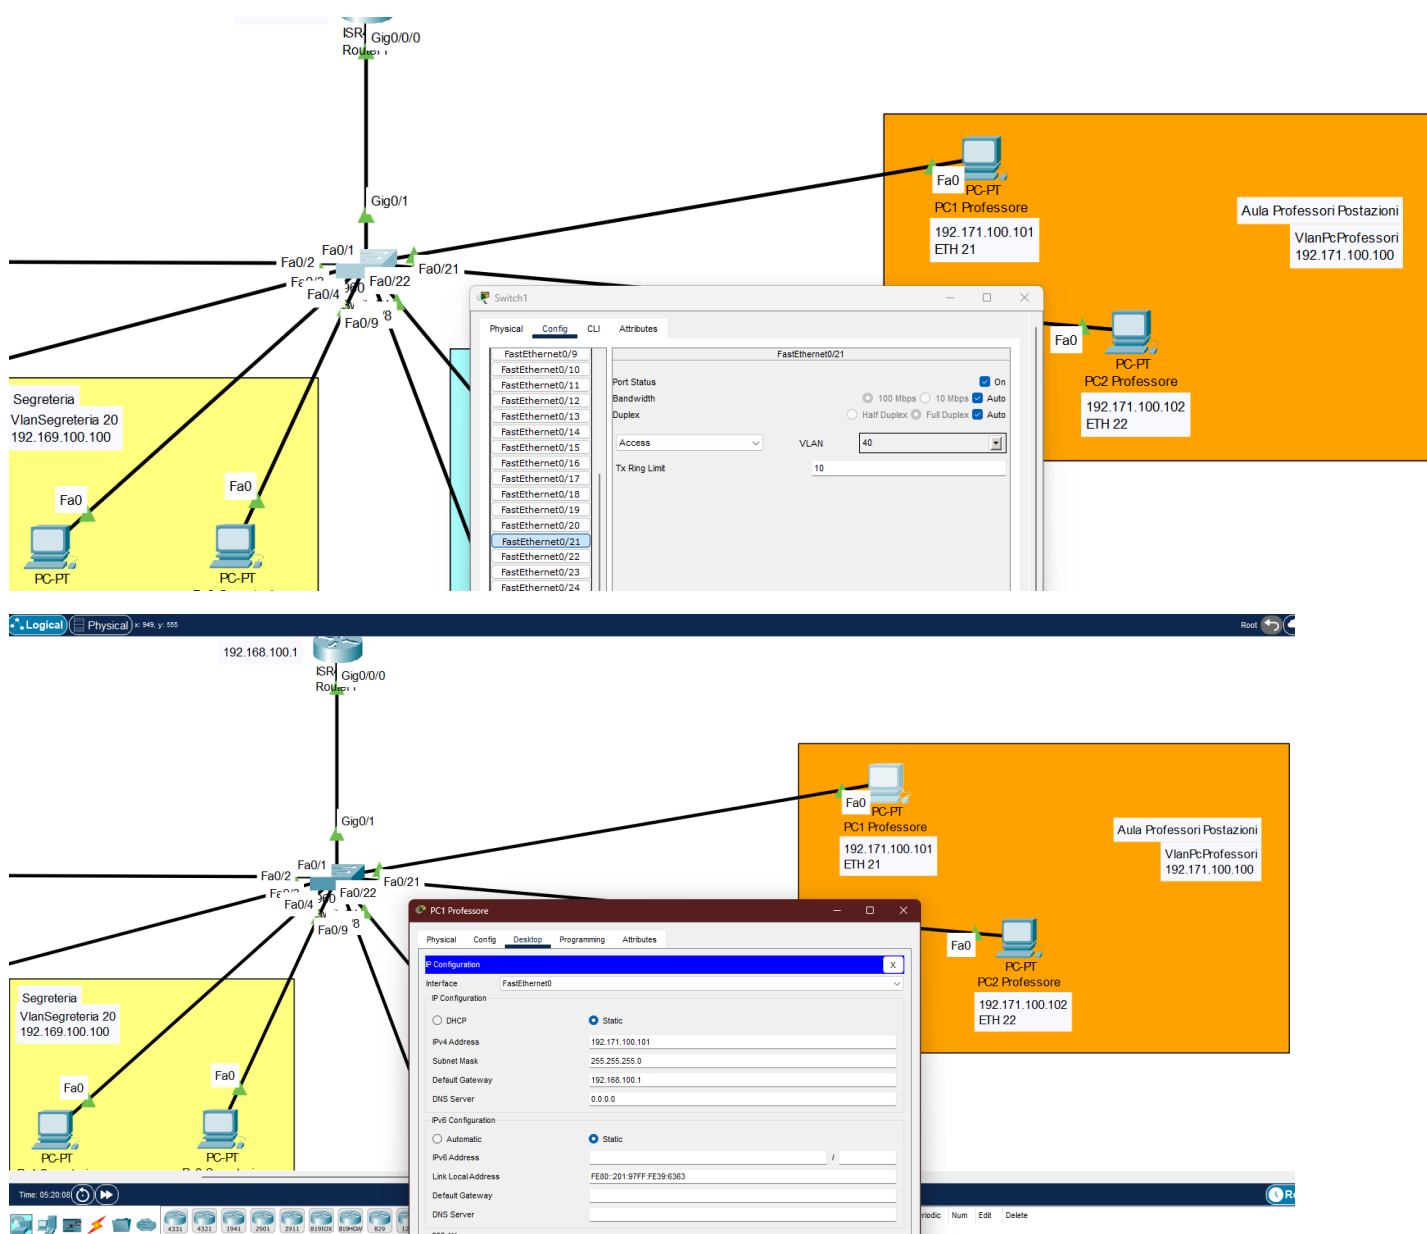 ISR4
Gig0/0/0
Router1
Gig0/1
Fa0/1
Fa0/2
Fa0/21
Fa0/22
Fa0/4
Fa0/9
Fa0
PC-PT
PC1 Professore
192.171.100.101
ETH 21
Aula Professori Postazioni
VlanPcProfessori
192.171.100.100
Fa0
PC-PT
PC2 Professore
192.171.100.102
ETH 22
Segreteria
VlanSegreteria 20
192.169.100.100
Fa0
Fa0
PC-PT
PC-PT
Switch1
Physical Config CLI Attributes
FastEthernet0/9
FastEthernet0/10
FastEthernet0/11
FastEthernet0/12
FastEthernet0/13
FastEthernet0/14
FastEthernet0/15
FastEthernet0/16
FastEthernet0/17
FastEthernet0/18
FastEthernet0/19
FastEthernet0/20
FastEthernet0/21
FastEthernet0/22
FastEthernet0/23
FastEthernet0/24
FastEthernet0/21
Port Status On
Bandwidth 100 Mbps 10 Mbps Auto
Duplex Half Duplex Full Duplex Auto
Access VLAN 40
Tx Ring Limit 10
Logical Physical x: 949, y: 555 Root
192.168.100.1
Gig0/0/0
Gig0/1
Fa0/1
Fa0/2
Fa0/21
Fa0/22
Fa0/4
Fa0/9
Fa0
PC-PT
PC1 Professore
192.171.100.101
ETH 21
Aula Professori Postazioni
VlanPcProfessori
192.171.100.100
Fa0
PC-PT
PC2 Professore
192.171.100.102
ETH 22
Segreteria
VlanSegreteria 20
192.169.100.100
Fa0
Fa0
PC-PT
PC-PT
PC1 Professore
Physical Config Desktop Programming Attributes
IP Configuration X
Interface FastEthernet0
IP Configuration
DHCP Static
IPv4 Address 192.171.100.101
Subnet Mask 255.255.255.0
Default Gateway 192.168.100.1
DNS Server 0.0.0.0
IPv6 Configuration
Automatic Static
IPv6 Address /
Link Local Address FE80::201:97FF:FE39:6363
Default Gateway
DNS Server
Time: 05:20:08
4331 4321 1941 2901 2911 819IOX 819HGW 829
Num Edit Delete